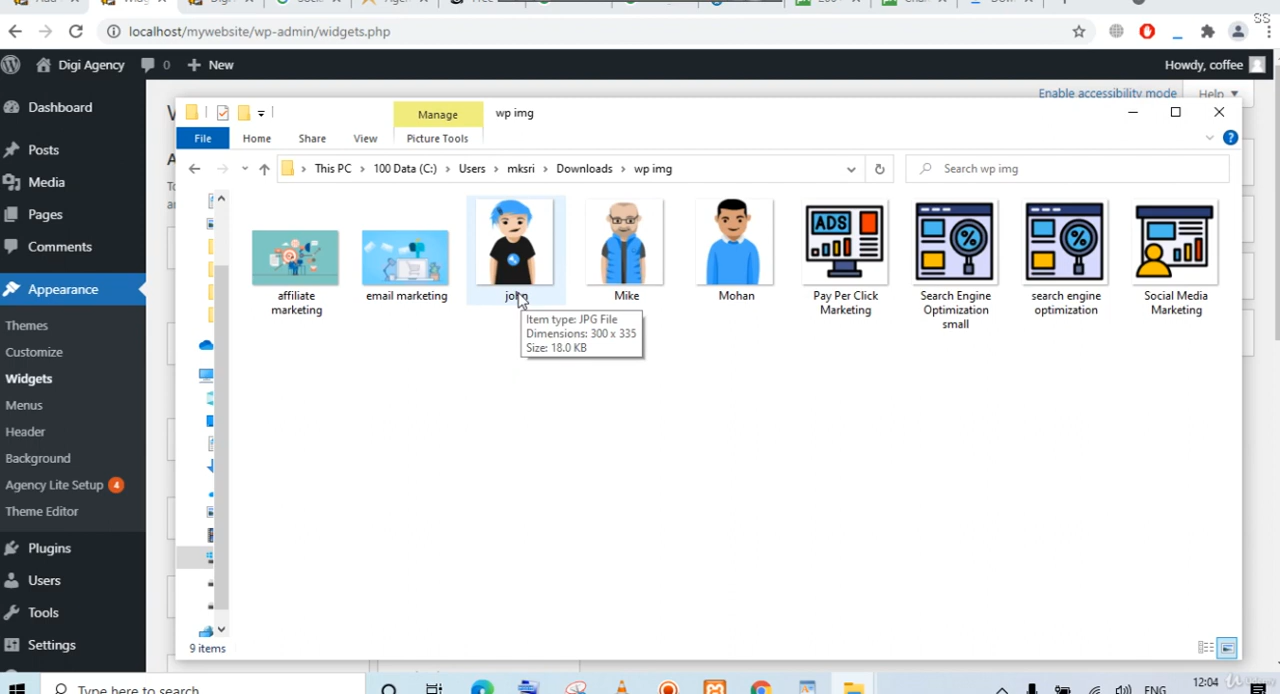 SS
localhost/mywebsite/wp-admin/widgets.php
Digi Agency 0 New Howdy, coffee
Dashboard
Posts
Media
Pages
Comments
Appearance
Themes
Customize
Widgets
Menus
Header
Background
Agency Lite Setup 4
Theme Editor
Plugins
Users
Tools
Settings
Enable accessibility mode Help
Manage wp img
File Home Share View Picture Tools
This PC 100 Data (C:) Users mksri Downloads wp img
Search wp img
affiliate
marketing
email marketing
john
Mike
Mohan
Pay Per Click
Marketing
Search Engine
Optimization
small
search engine
optimization
Social Media
Marketing
ADS
Item type: JPG File
Dimensions: 300 x 335
Size: 18.0 KB
9 items
Type here to search
ENG
12:04